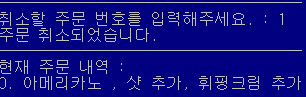 취소할 주문 번호를 입력해주세요. : 1
주문 취소되었습니다.
현재 주문 내역 :
0. 아메리카노 , 샷 추가, 휘핑크림 추가